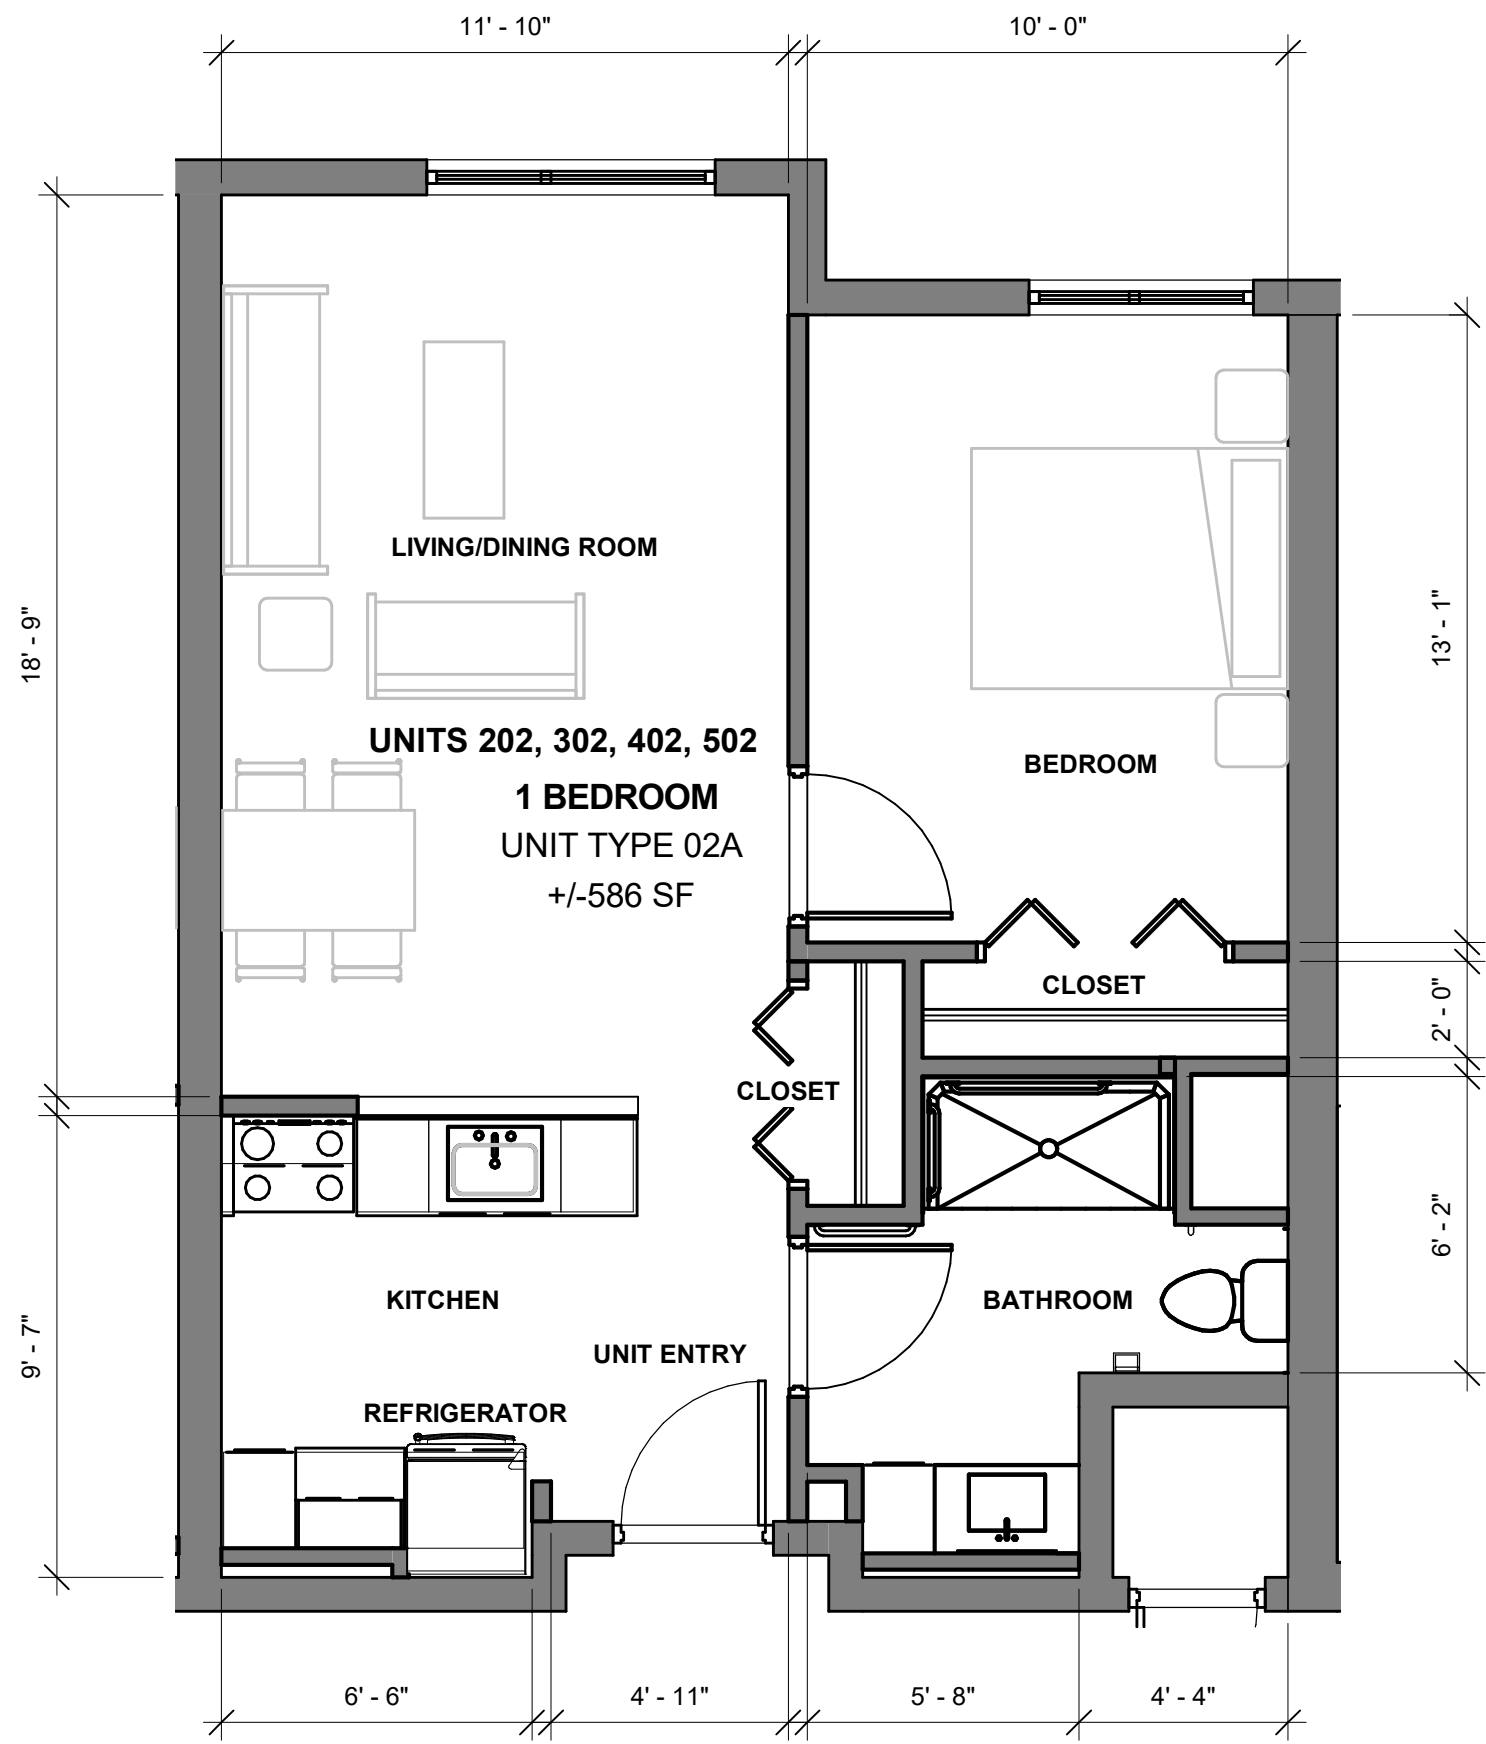 11' - 10"
10' - 0"
LIVING/DINING ROOM
18' - 9"
13' - 1"
UNITS 202, 302, 402, 502
1 BEDROOM
UNIT TYPE 02A
+/-586 SF
BEDROOM
CLOSET
2' - 0"
CLOSET
6' - 2"
KITCHEN
BATHROOM
9' - 7"
UNIT ENTRY
REFRIGERATOR
6' - 6"
4' - 11"
5' - 8"
4' - 4"